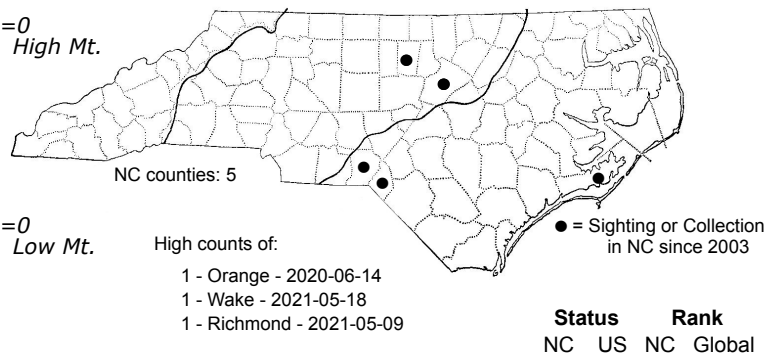 =0
High Mt.
NC counties: 5
=0
Low Mt.
High counts of:
1 - Orange - 2020-06-14
1 - Wake - 2021-05-18
1 - Richmond - 2021-05-09
● = Sighting or Collection
in NC since 2003
Status Rank
NC US NC Global